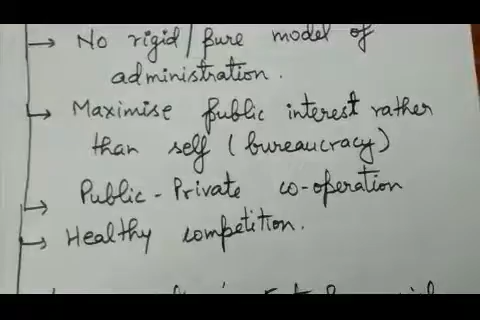 → No rigid/pure model of
administration.
→ Maximise public interest rather
than self (bureaucracy)
→ Public-Private co-operation
→ Healthy competition.